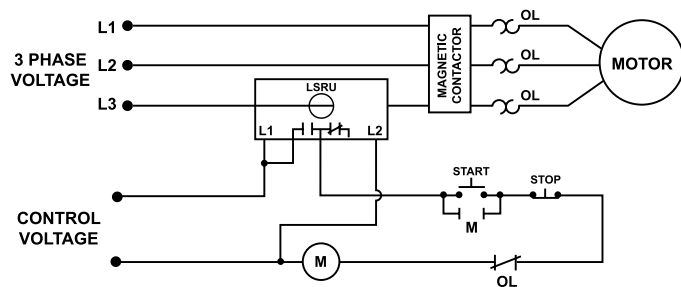 L1
OL
3 PHASE
VOLTAGE
L2
MAGNETIC
CONTACTOR
OL
MOTOR
LSRU
L3
OL
L1
L2
START
STOP
M
CONTROL
VOLTAGE
M
OL